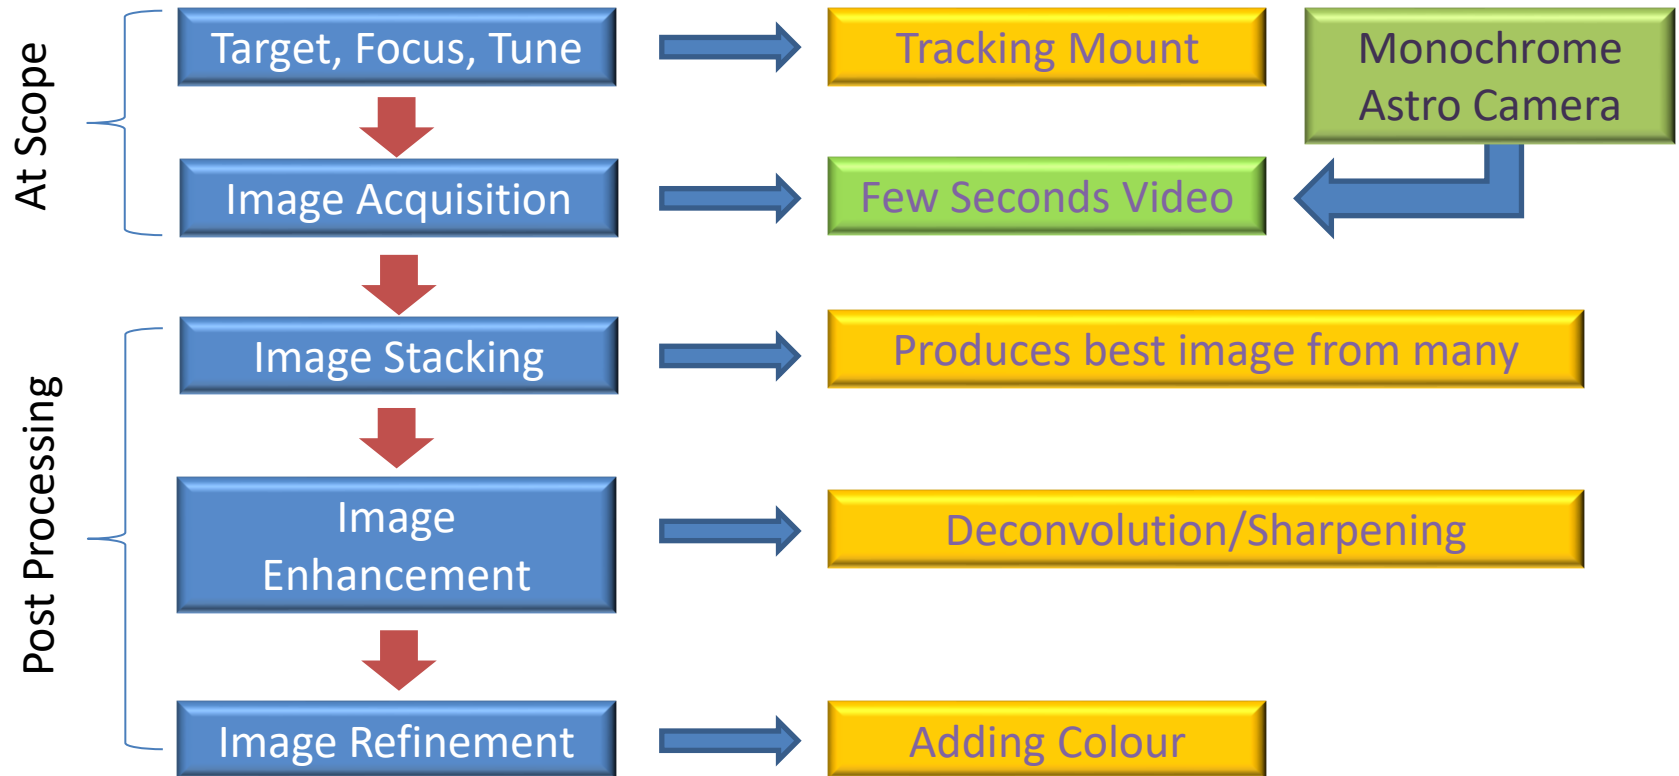 At Scope
Target, Focus, Tune
Tracking Mount
Monochrome
Astro Camera
Image Acquisition
Few Seconds Video
Post Processing
Image Stacking
Produces best image from many
Image
Enhancement
Deconvolution/Sharpening
Image Refinement
Adding Colour